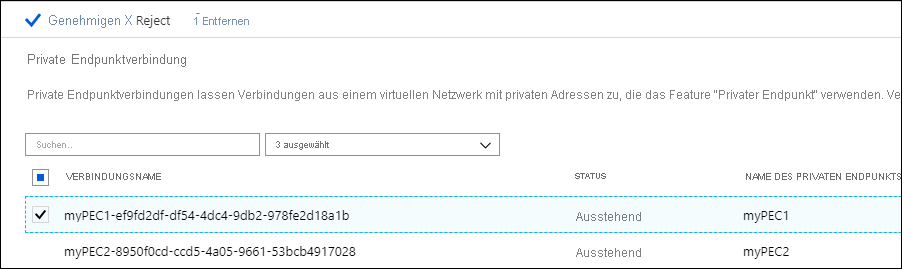 Genehmigen X Reject 1 Entfernen
Private Endpunktverbindung
Private Endpunktverbindungen lassen Verbindungen aus einem virtuellen Netzwerk mit privaten Adressen zu, die das Feature "Privater Endpunkt" verwenden. Ve
Suchen... 3 ausgewählt
VERBINDUNGSNAME STATUS NAME DES PRIVATEN ENDPUNKTS
myPEC1-ef9fd2df-df54-4dc4-9db2-978fe2d18a1b Ausstehend myPEC1
myPEC2-8950f0cd-ccd5-4a05-9661-53bcb4917028 Ausstehend myPEC2